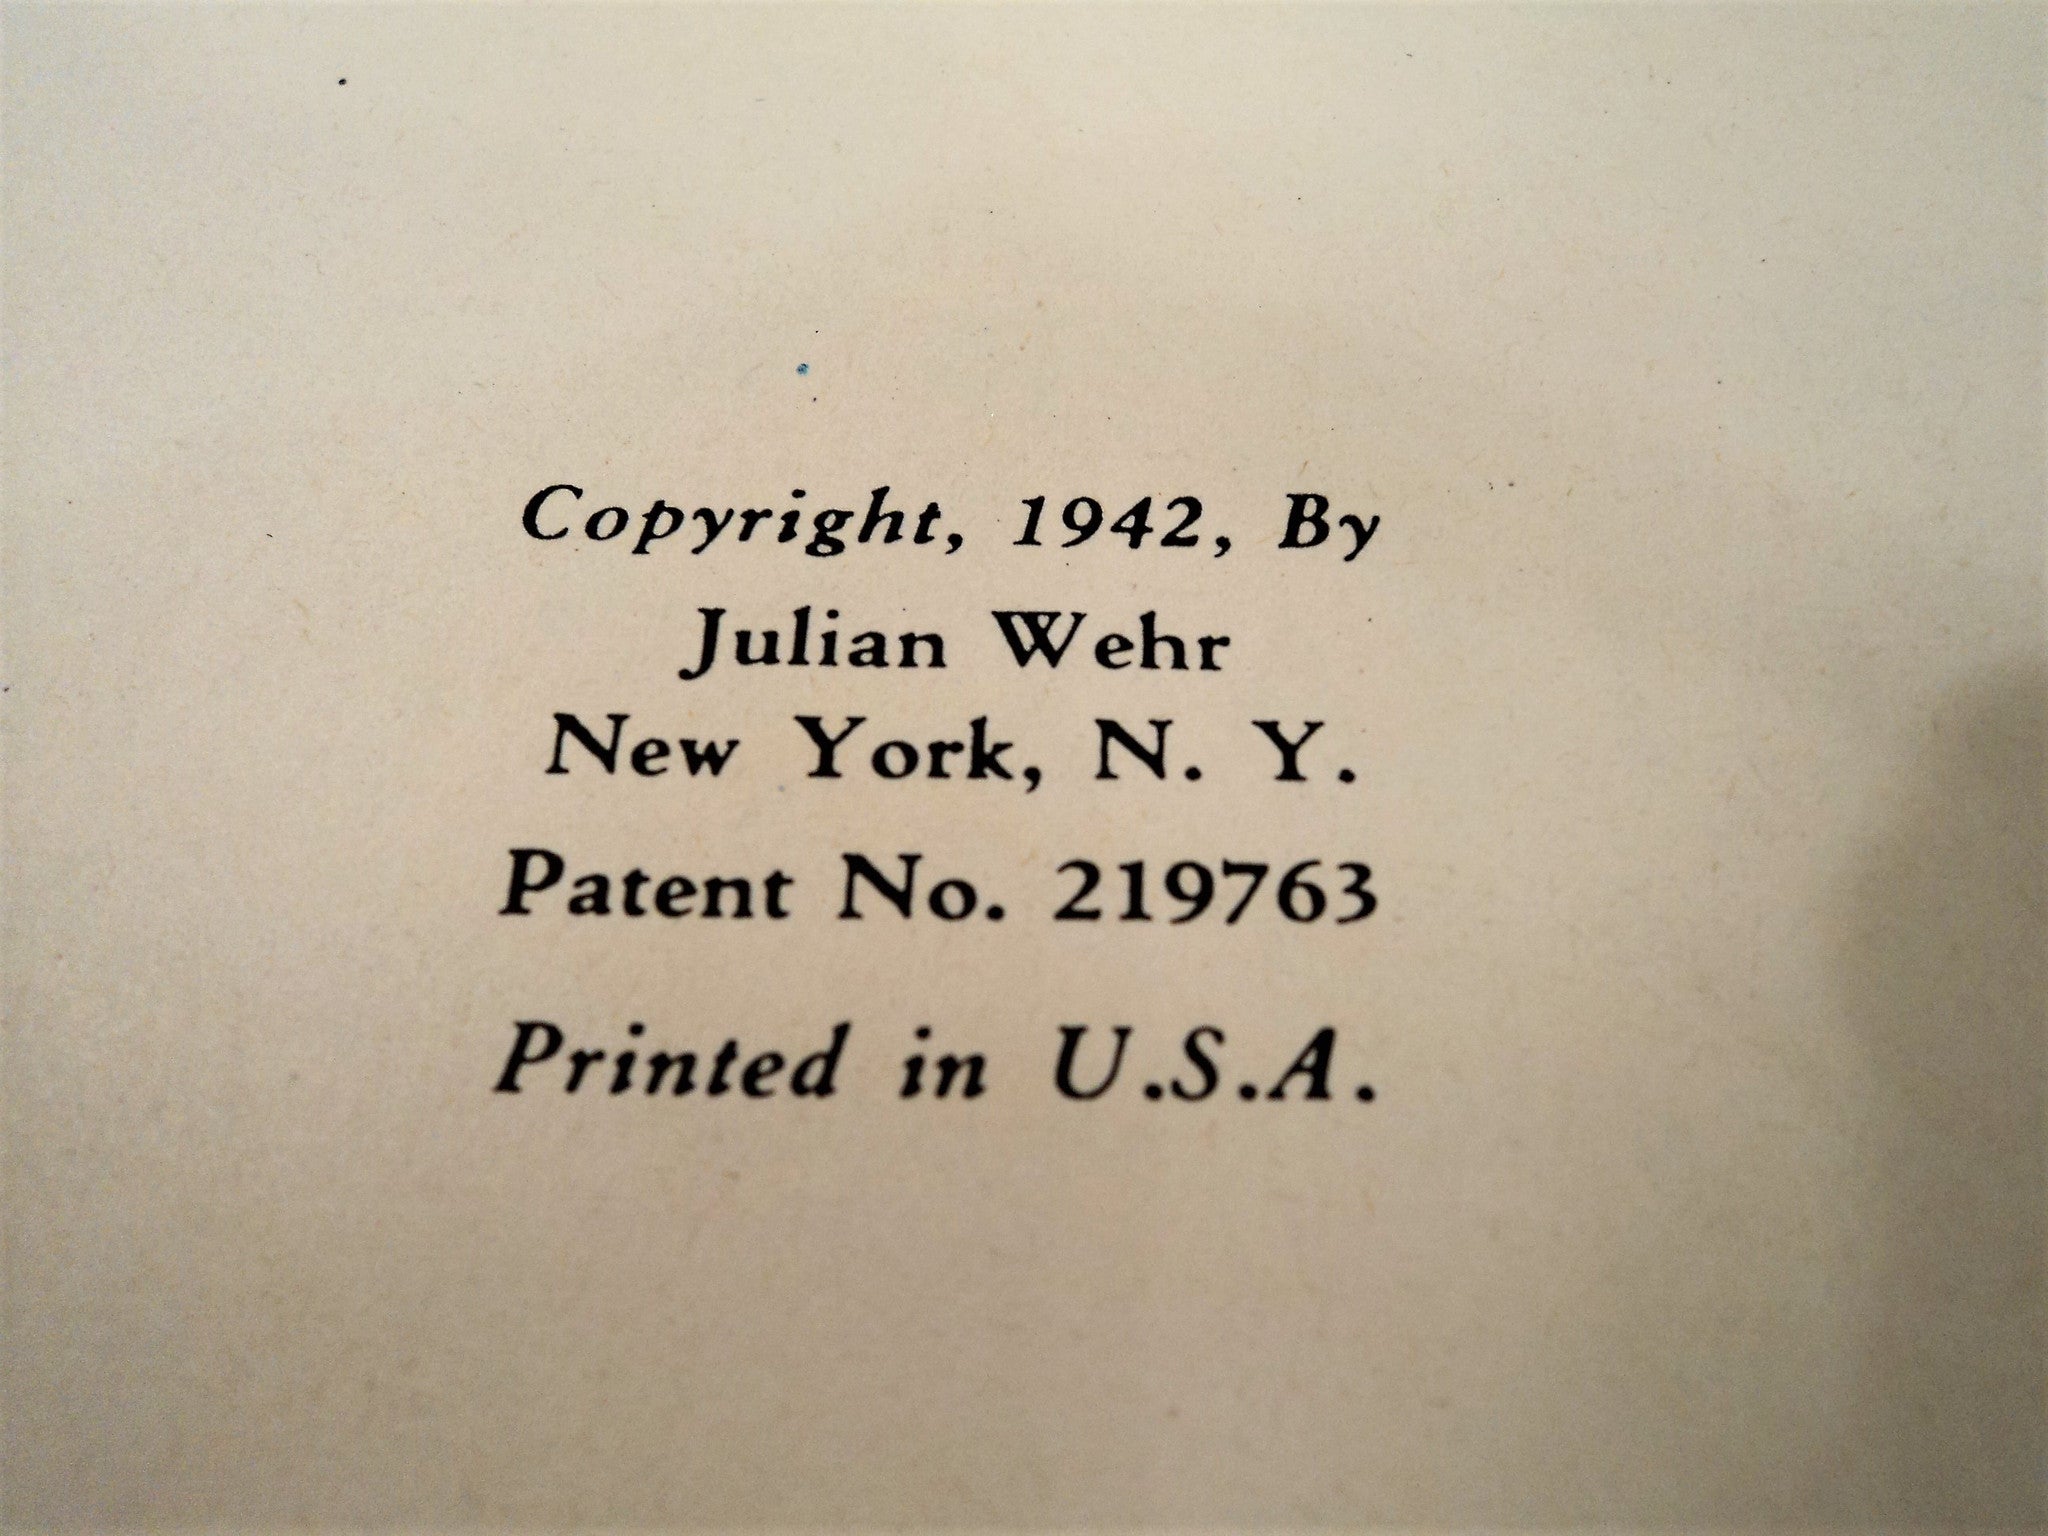 Copyright, 1942, By
Julian Wehr
New York, N. Y.
Patent No. 219763
Printed in U.S.A.